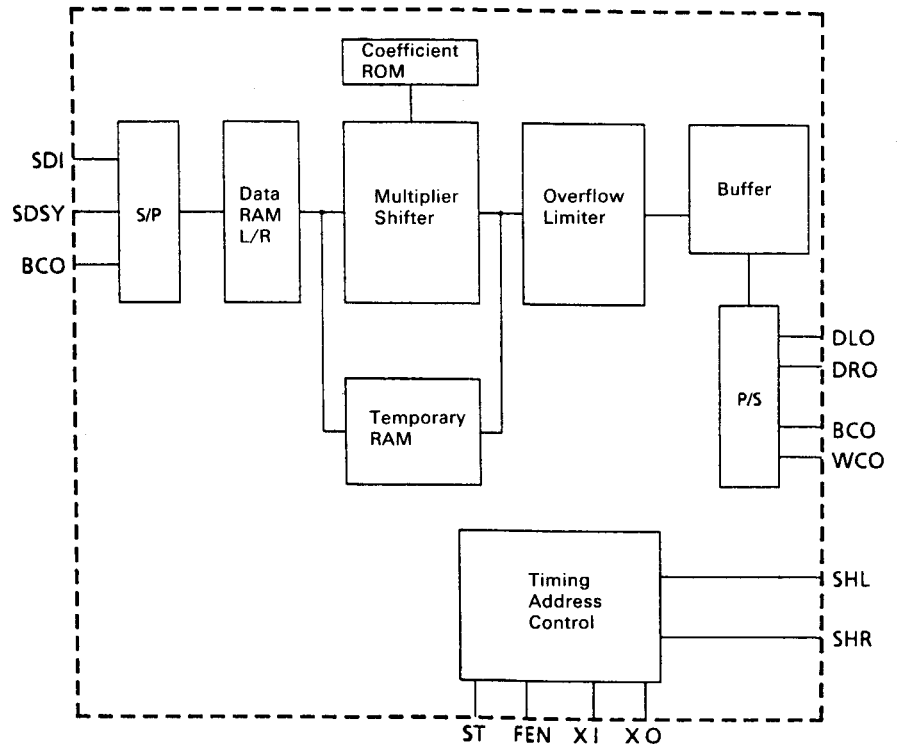 Coefficient
ROM
SDI
SDSY
BCO
S/P
Data
RAM
L/R
Multiplier
Shifter
Overflow
Limiter
Buffer
Temporary
RAM
P/S
DLO
DRO
BCO
WCO
Timing
Address
Control
SHL
SHR
ST FEN XI XO